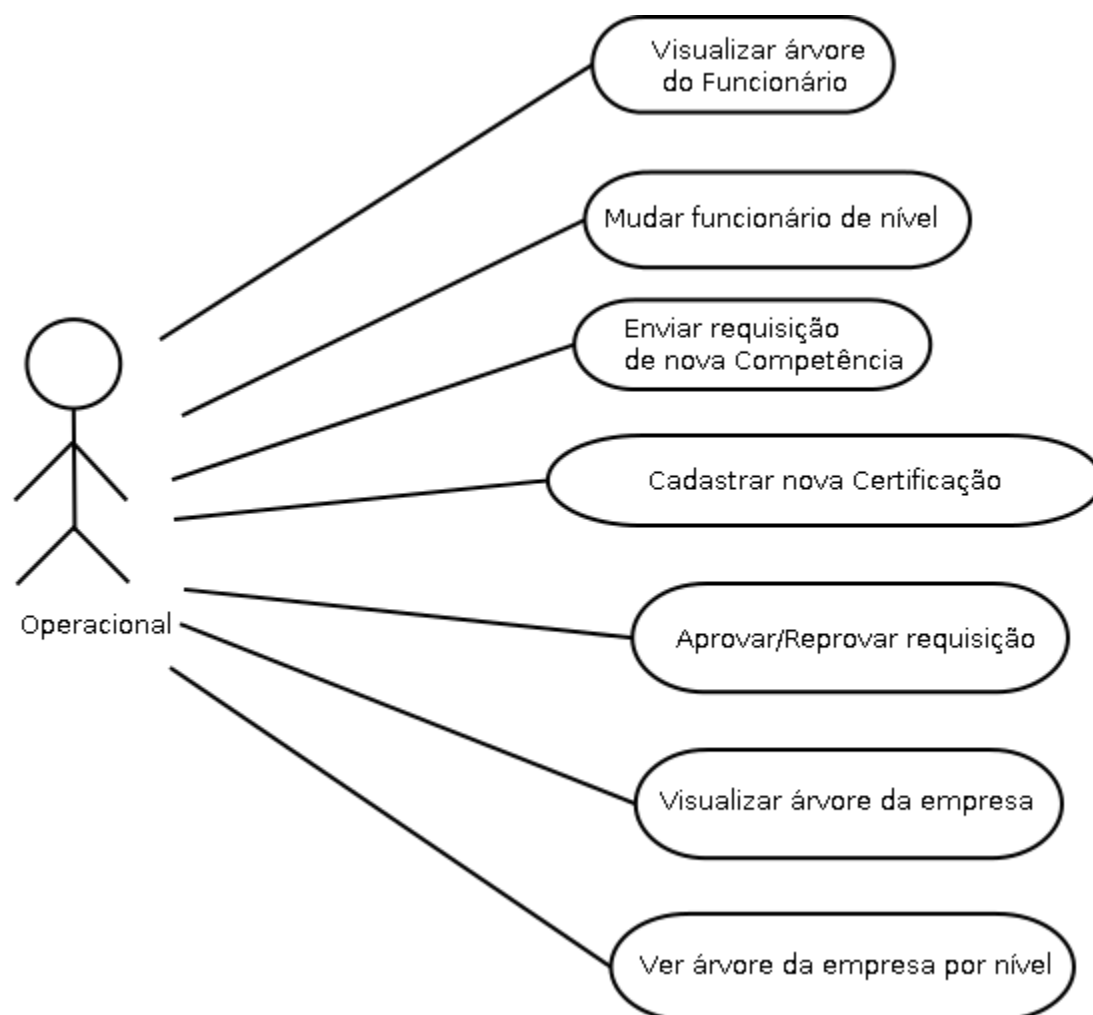 Visualizar árvore
do Funcionário
Mudar funcionário de nível
Enviar requisição
de nova Competência
Cadastrar nova Certificação
Operacional
Aprovar/Reprovar requisição
Visualizar árvore da empresa
Ver árvore da empresa por nível